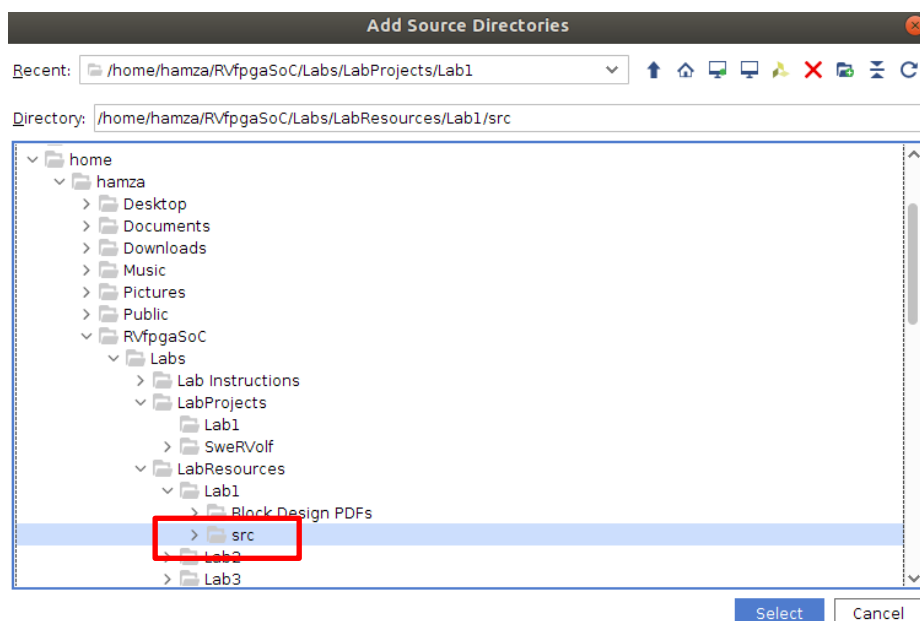 Add Source Directories
Recent: /home/hamza/RVfpgaSoC/Labs/LabProjects/Lab1
Directory: /home/hamza/RVfpgaSoC/Labs/LabResources/Lab1/src
home
hamza
Desktop
Documents
Downloads
Music
Pictures
Public
RVfpgaSoC
Labs
Lab Instructions
LabProjects
Lab1
SweRVolf
LabResources
Lab1
Block Design PDFs
src
Lab2
Lab3
Select Cancel